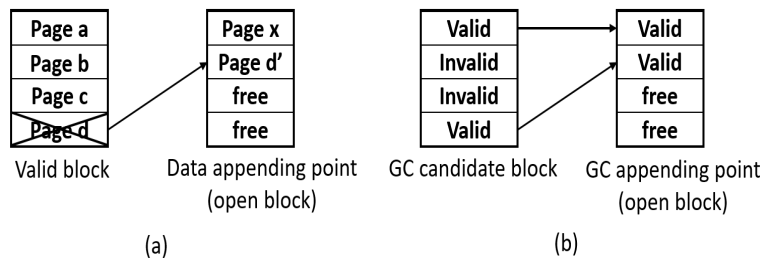 Page a
Page b
Page c
Page d
Valid block
Page x
Page d’
free
free
Data appending point
(open block)
(a)
Valid
Invalid
Invalid
Valid
GC candidate block
Valid
Valid
free
free
GC appending point
(open block)
(b)